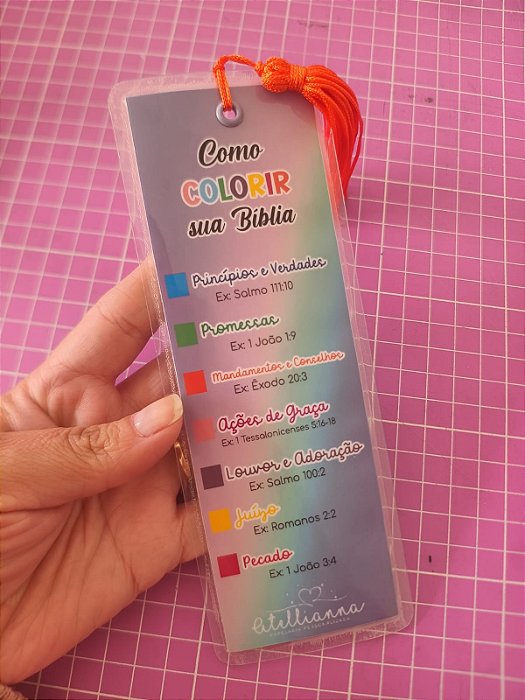 Como
COLORIR
sua Bíblia
Princípios e Verdades
Ex: Salmo 111:10
Promessas
Ex: 1 João 1:9
Mandamentos e Conselhos
Ex: Êxodo 20:3
Ações de Graça
Ex: 1 Tessalonicenses 5:16-18
Louvor e Adoração
Ex: Salmo 100:2
Juízo
Ex: Romanos 2:2
Pecado
Ex: 1 João 3:4
PAPELARIA PERSONALIZADA